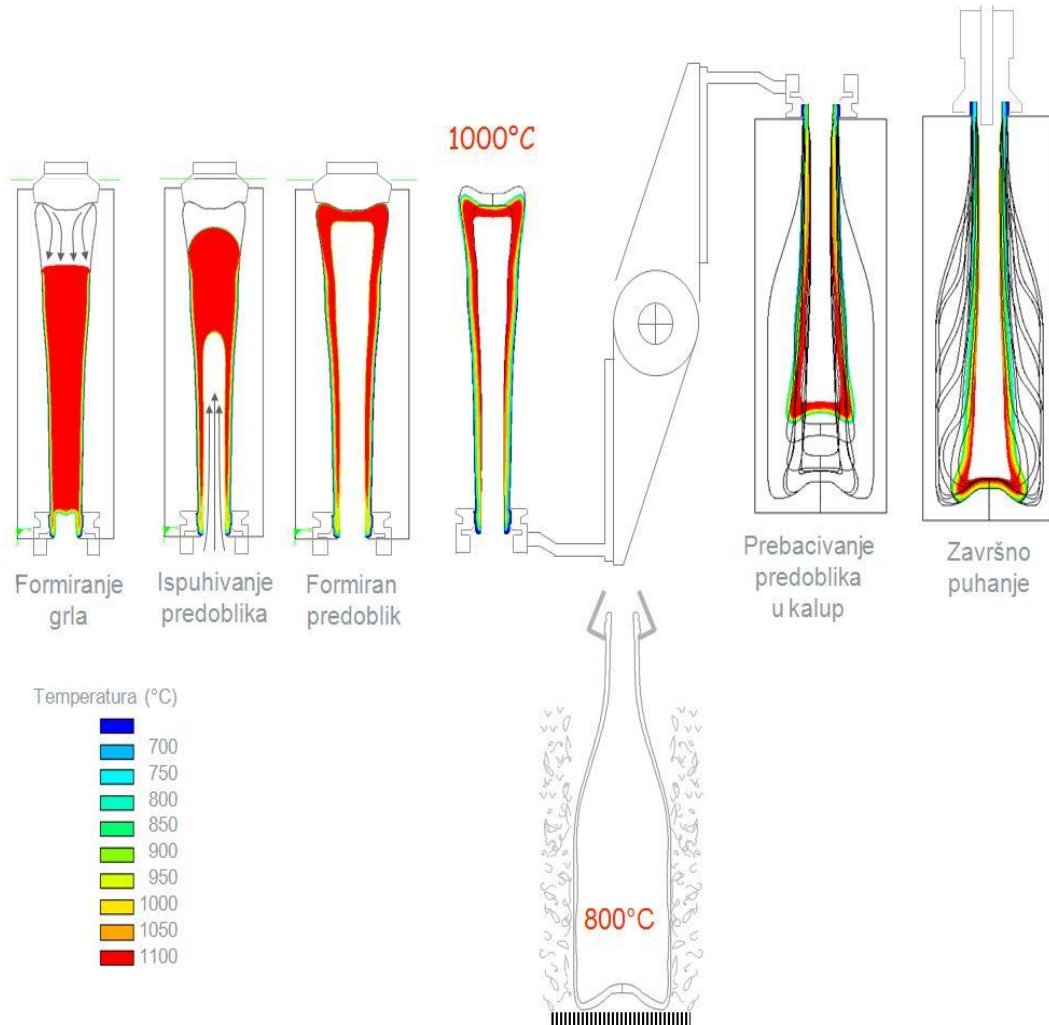 1000°C
Formiranje
grla
Ispuhivanje
predoblika
Formiran
predoblik
Prebacivanje
predoblika
u kalup
Završno
puhanje
Temperatura (°C)
700
750
800
850
900
950
1000
1050
1100
800°C